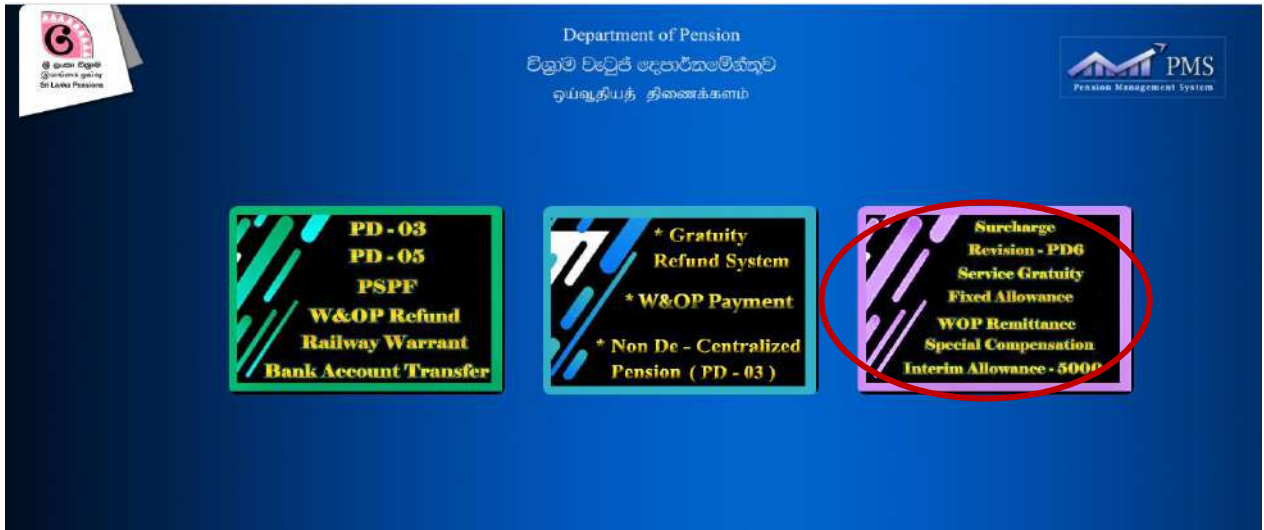 ශ්‍රී ලංකා විශ්‍රාම
இலங்கை ஓய்வூ
Sri Lanka Pensions
Department of Pension
විශ්‍රාම වැටුප් දෙපාර්තමේන්තුව
ஓய்வூதியத் திணைக்களம்
PMS
Pension Management System
PD - 03
PD - 05
PSPF
W&OP Refund
Railway Warrant
Bank Account Transfer
* Gratuity
Refund System
* W&OP Payment
* Non De - Centralized
Pension ( PD - 03 )
Surcharge
Revision - PD6
Service Gratuity
Fixed Allowance
WOP Remittance
Special Compensation
Interim Allowance - 5000